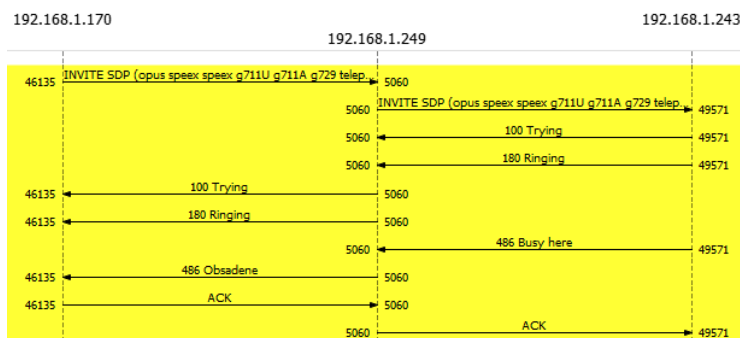 192.168.1.170 192.168.1.243
192.168.1.249
46135 INVITE SDP (opus speex speex g711U g711A g729 telep... 5060
5060 INVITE SDP (opus speex speex g711U g711A g729 telep... 49571
5060 100 Trying 49571
5060 180 Ringing 49571
46135 100 Trying 5060
46135 180 Ringing 5060
5060 486 Busy here 49571
46135 486 Obsadene 5060
46135 ACK 5060
5060 ACK 49571